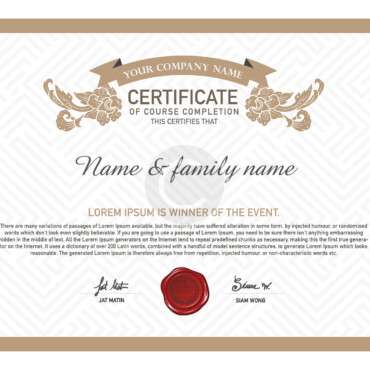 YOUR COMPANY NAME
CERTIFICATE
OF COURSE COMPLETION
THIS CERTIFIES THAT
Name & family name
LOREM IPSUM IS WINNER OF THE EVENT.
There are many variations of passages of Lorem Ipsum available, but the majority have suffered alteration in some form, by injected humour, or randomised
words which don't look even slightly believable. If you are going to use a passage of Lorem Ipsum, you need to be sure there isn't anything embarrassing
of text. All the Lorem Ipsum generators on the Internet tend to repeat predefined chunks as necessary, making this the first true genera-
tor on the Internet. It uses a dictionary of over 200 Latin words, combined with a handful of model sentence structures, to generate Lorem Ipsum which looks
reasonable. The generated Lorem Ipsum is therefore always free from repetition, injected humour, or non-characteristic words etc.
Jat Matin
JAT MATIN
SIAM WONG